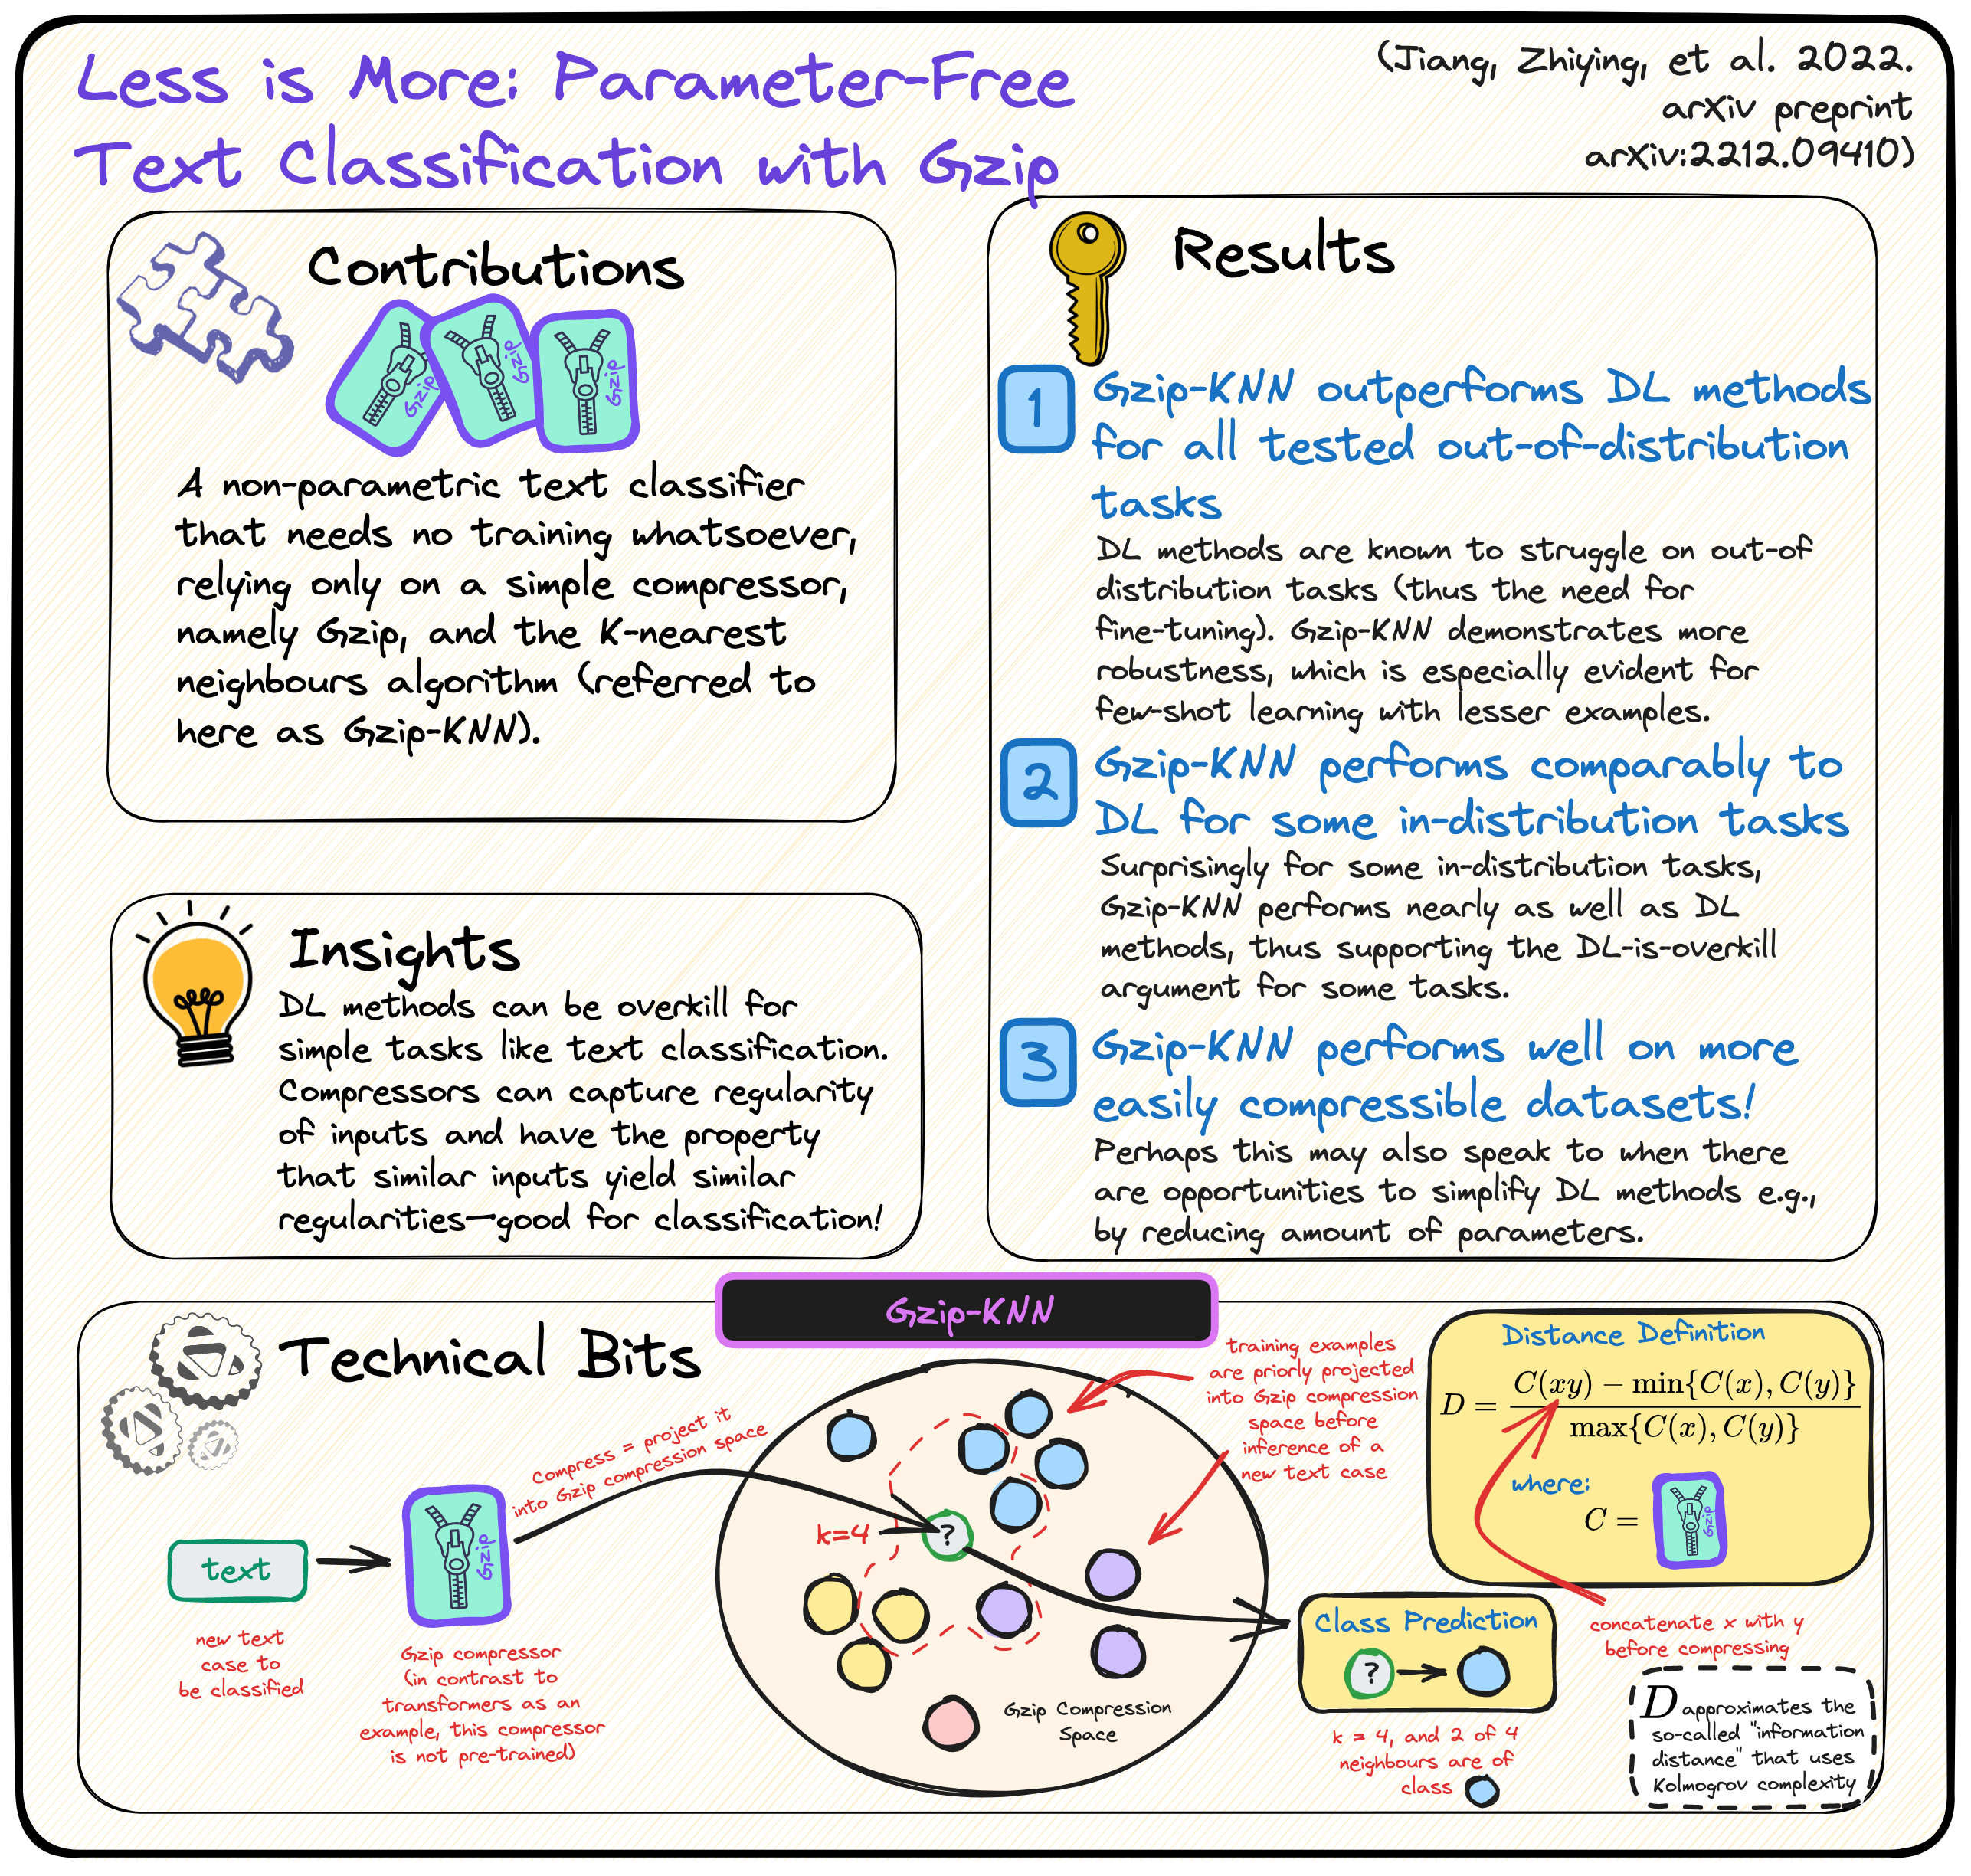 Less is More: Parameter-Free
Text Classification with Gzip
(Jiang, Zhiying, et al. 2022.
arXiv preprint
arXiv:2212.09410)
Contributions
Gzip
Gzip
Gzip
A non-parametric text classifier
that needs no training whatsoever,
relying only on a simple compressor,
namely Gzip, and the K-nearest
neighbours algorithm (referred to
here as Gzip-KNN).
Insights
DL methods can be overkill for
simple tasks like text classification.
Compressors can capture regularity
of inputs and have the property
that similar inputs yield similar
regularities—good for classification!
Results
1
Gzip-KNN outperforms DL methods
for all tested out-of-distribution
tasks
DL methods are known to struggle on out-of
distribution tasks (thus the need for
fine-tuning). Gzip-KNN demonstrates more
robustness, which is especially evident for
few-shot learning with lesser examples.
2
Gzip-KNN performs comparably to
DL for some in-distribution tasks
Surprisingly for some in-distribution tasks,
Gzip-KNN performs nearly as well as DL
methods, thus supporting the DL-is-overkill
argument for some tasks.
3
Gzip-KNN performs well on more
easily compressible datasets!
Perhaps this may also speak to when there
are opportunities to simplify DL methods e.g.,
by reducing amount of parameters.
Gzip-KNN
Technical Bits
text
new text
case to
be classified
Gzip
Gzip compressor
(in contrast to
transformers as an
example, this compressor
is not pre-trained)
Compress = project it
into Gzip compression space
k=4
?
Gzip Compression
Space
training examples
are priorly projected
into Gzip compression
space before
inference of a
new text case
Distance Definition
D = C(xy) − min{C(x), C(y)}
max{C(x), C(y)}
where:
C =
Gzip
concatenate x with y
before compressing
Class Prediction
?
k = 4, and 2 of 4
neighbours are of
class
D approximates the
so-called "information
distance" that uses
Kolmogrov complexity